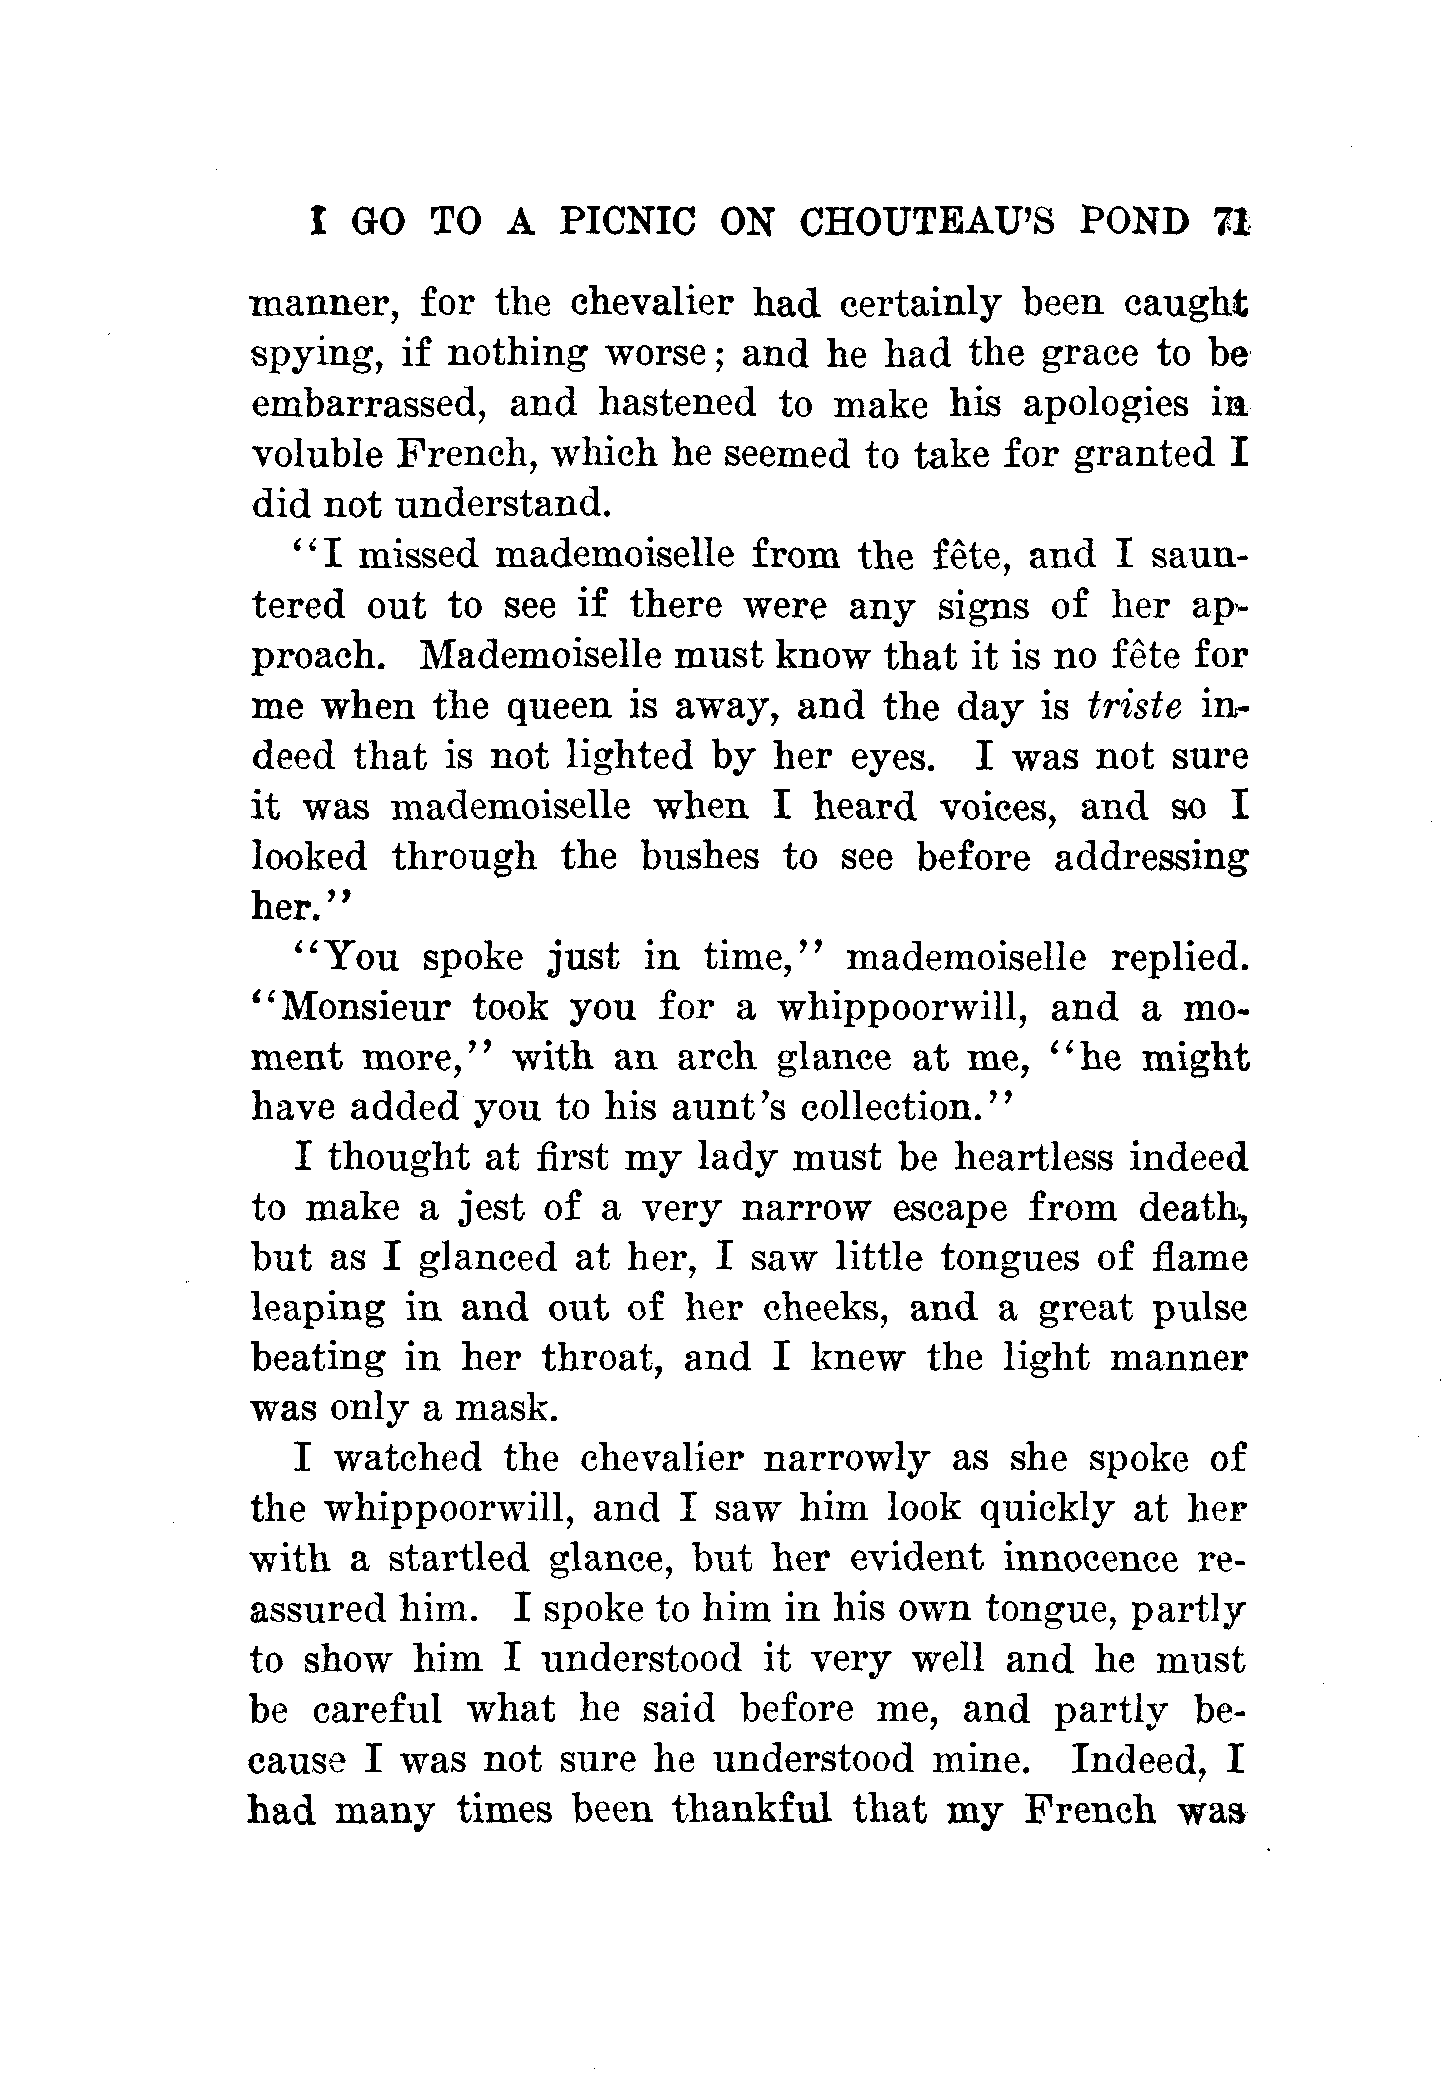 I GO TO A PICNIC ON CHOUTEAU'S POND 71
manner, for the chevalier had certainly been caught
spying, if nothing worse; and he had the grace to be
embarrassed, and hastened to make his apologies in
voluble French, which he seemed to take for granted I
did not understand.
"I missed mademoiselle from the fête, and I saun-
tered out to see if there were any signs of her ap-
proach. Mademoiselle must know that it is no fête for
me when the queen is away, and the day is triste in-
deed that is not lighted by her eyes. I was not sure
it was mademoiselle when I heard voices, and so I
looked through the bushes to see before addressing
her."
"You spoke just in time," mademoiselle replied.
"Monsieur took you for a whippoorwill, and a mo-
ment more," with an arch glance at me, "he might
have added you to his aunt's collection."
I thought at first my lady must be heartless indeed
to make a jest of a very narrow escape from death,
but as I glanced at her, I saw little tongues of flame
leaping in and out of her cheeks, and a great pulse
beating in her throat, and I knew the light manner
was only a mask.
I watched the chevalier narrowly as she spoke of
the whippoorwill, and I saw him look quickly at her
with a startled glance, but her evident innocence re-
assured him. I spoke to him in his own tongue, partly
to show him I understood it very well and he must
be careful what he said before me, and partly be-
cause I was not sure he understood mine. Indeed, I
had many times been thankful that my French was